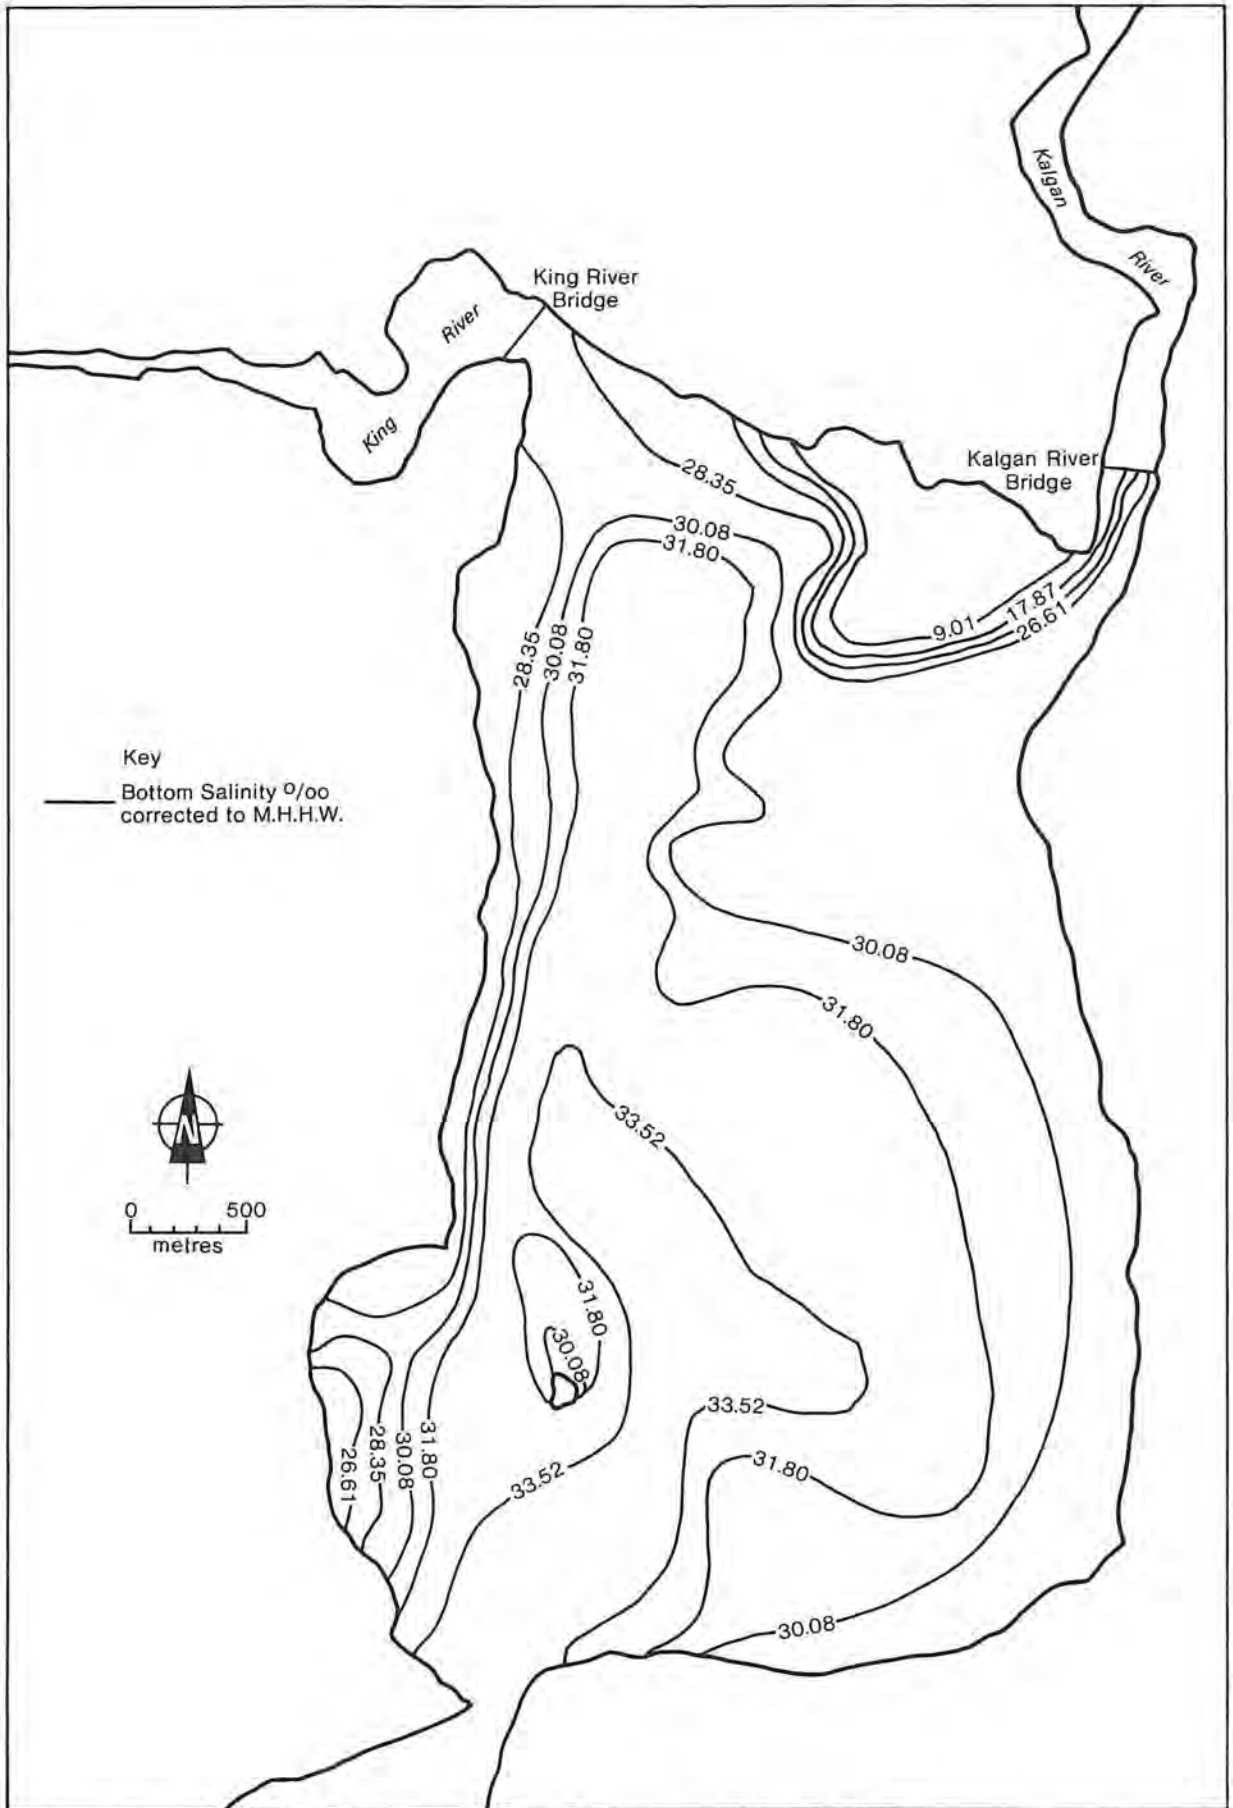 Kalgan
River
King River
Bridge
River
King
Kalgan River
Bridge
28.35
30.08
31.80
9.01
17.87
26.61
28.35
30.08
31.80
Key
Bottom Salinity o/oo
corrected to M.H.H.W.
30.08
31.80
33.52
N
0 500
metres
31.80
30.08
33.52
31.80
26.61
28.35
30.08
31.80
33.52
30.08